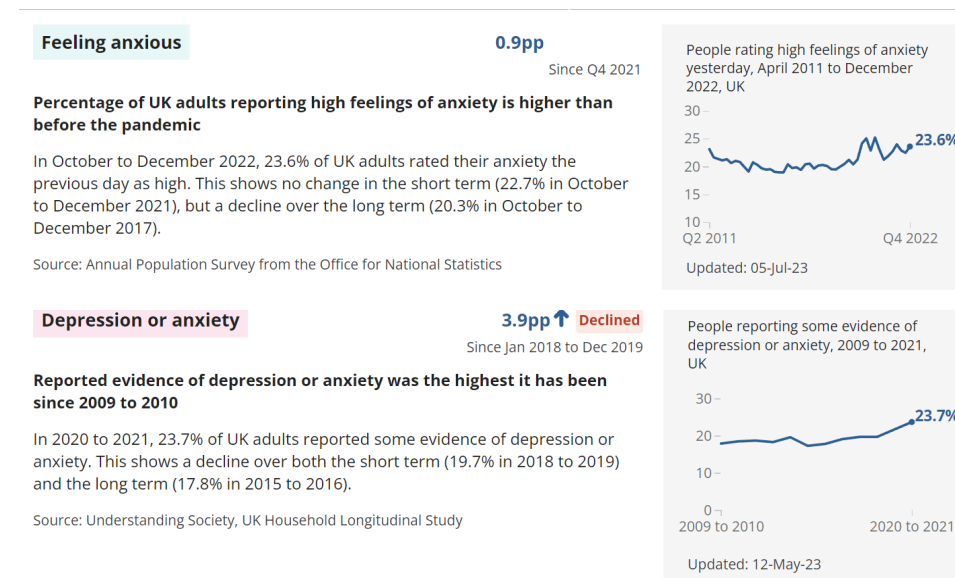 Feeling anxious
0.9pp
Since Q4 2021
Percentage of UK adults reporting high feelings of anxiety is higher than
before the pandemic
In October to December 2022, 23.6% of UK adults rated their anxiety the
previous day as high. This shows no change in the short term (22.7% in October
to December 2021), but a decline over the long term (20.3% in October to
December 2017).
Source: Annual Population Survey from the Office for National Statistics
People rating high feelings of anxiety
yesterday, April 2011 to December
2022, UK
30
25
23.6%
20
15
10
Q2 2011
Q4 2022
Updated: 05-Jul-23
Depression or anxiety
3.9pp
Declined
Since Jan 2018 to Dec 2019
Reported evidence of depression or anxiety was the highest it has been
since 2009 to 2010
In 2020 to 2021, 23.7% of UK adults reported some evidence of depression or
anxiety. This shows a decline over both the short term (19.7% in 2018 to 2019)
and the long term (17.8% in 2015 to 2016).
Source: Understanding Society, UK Household Longitudinal Study
People reporting some evidence of
depression or anxiety, 2009 to 2021,
UK
30
23.7%
20
10
0
2009 to 2010
2020 to 2021
Updated: 12-May-23